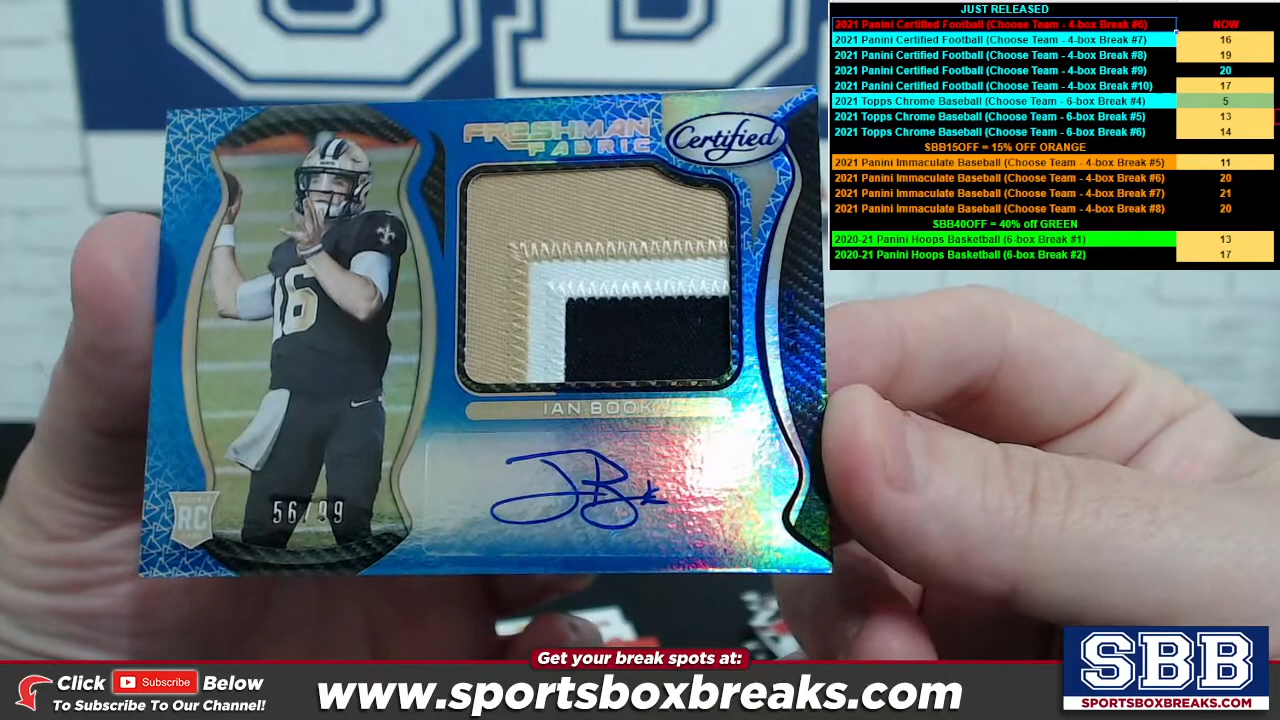 JUST RELEASED
2021 Panini Certified Football (Choose Team - 4-box Break #6) NOW
2021 Panini Certified Football (Choose Team - 4-box Break #7) 16
2021 Panini Certified Football (Choose Team - 4-box Break #8) 19
2021 Panini Certified Football (Choose Team - 4-box Break #9) 20
2021 Panini Certified Football (Choose Team - 4-box Break #10) 17
2021 Topps Chrome Baseball (Choose Team - 6-box Break #4) 5
2021 Topps Chrome Baseball (Choose Team - 6-box Break #5) 13
2021 Topps Chrome Baseball (Choose Team - 6-box Break #6) 14
SBB15OFF = 15% OFF ORANGE
2021 Panini Immaculate Baseball (Choose Team - 4-box Break #5) 11
2021 Panini Immaculate Baseball (Choose Team - 4-box Break #6) 20
2021 Panini Immaculate Baseball (Choose Team - 4-box Break #7) 21
2021 Panini Immaculate Baseball (Choose Team - 4-box Break #8) 20
SBB40OFF = 40% off GREEN
2020-21 Panini Hoops Basketball (6-box Break #1) 13
2020-21 Panini Hoops Basketball (6-box Break #2) 17
FRESHMAN
FABRIC
Certified
16
IAN BOOK
RC
56/99
Get your break spots at:
Click Subscribe Below
To Subscribe To Our Channel!
www.sportsboxbreaks.com
SBB
SPORTSBOXBREAKS.COM